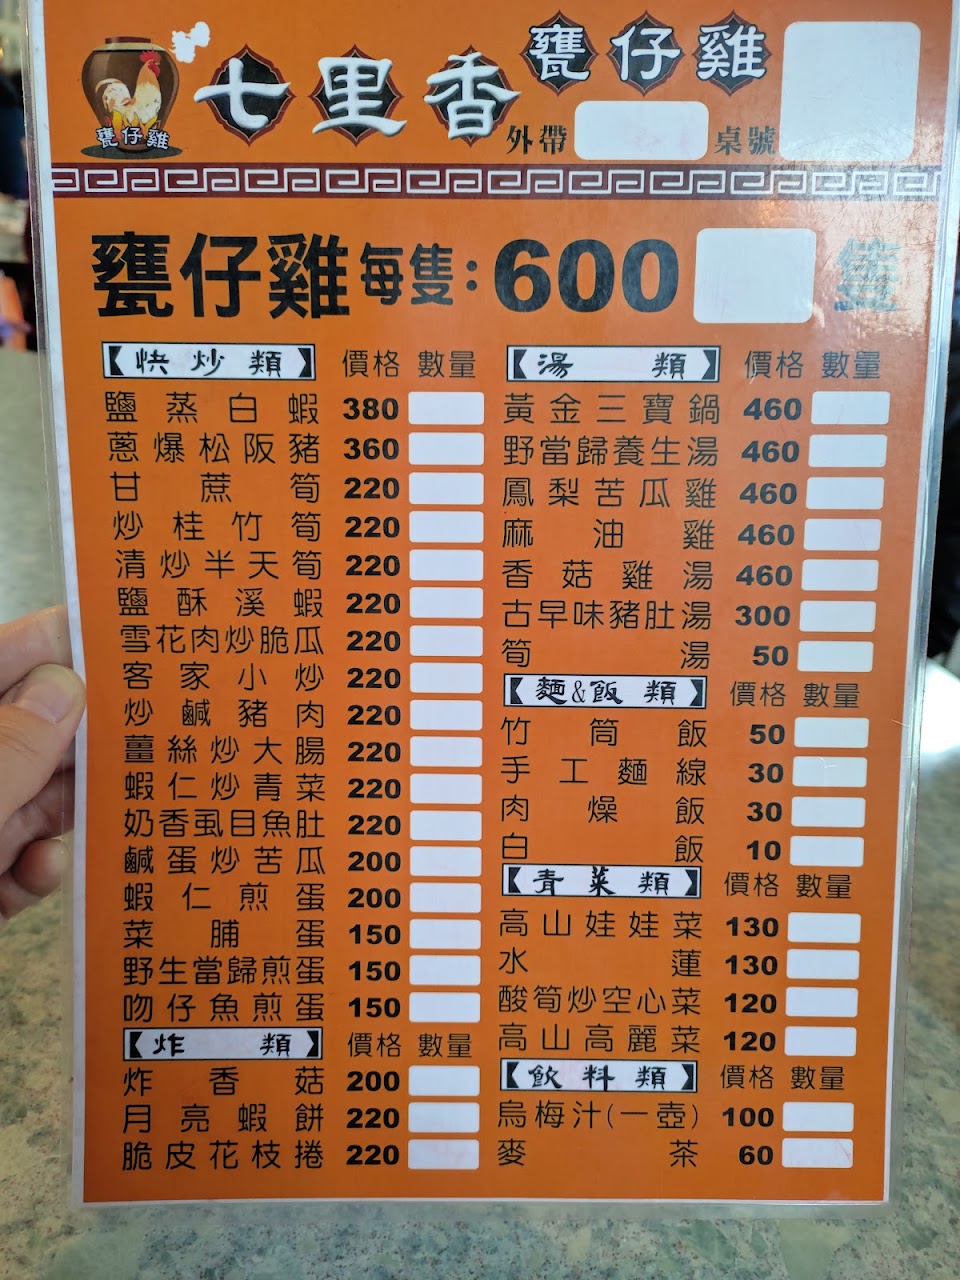 甕仔雞
七里香 甕仔雞
外帶 桌號
甕仔雞每隻:600 隻
【快炒類】 價格 數量
鹽蒸白蝦 380
蔥爆松阪豬 360
甘蔗筍 220
炒桂竹筍 220
清炒半天筍 220
鹽酥溪蝦 220
雪花肉炒脆瓜 220
客家小炒 220
炒鹹豬肉 220
薑絲炒大腸 220
蝦仁炒青菜 220
奶香虱目魚肚 220
鹹蛋炒苦瓜 200
蝦仁煎蛋 200
菜脯蛋 150
野生當歸煎蛋 150
吻仔魚煎蛋 150
【炸類】 價格 數量
炸香菇 200
月亮蝦餅 220
脆皮花枝捲 220
【湯類】 價格 數量
黃金三寶鍋 460
野當歸養生湯 460
鳳梨苦瓜雞 460
麻油雞 460
香菇雞湯 460
古早味豬肚湯 300
筍湯 50
【麵&飯類】 價格 數量
竹筒飯 50
手工麵線 30
肉燥飯 30
白飯 10
【青菜類】 價格 數量
高山娃娃菜 130
水蓮 130
酸筍炒空心菜 120
高山高麗菜 120
【飲料類】 價格 數量
烏梅汁(一壺) 100
麥茶 60